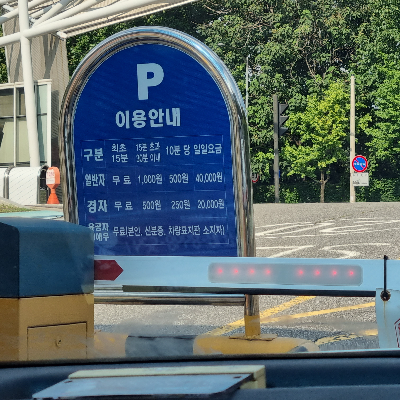 P
이용안내
구분 최초 15분 15분 초과 30분 이내 10분 당 일일요금
일반차 무료 1,000원 500원 40,000원
경차 무료 500원 250원 20,000원
유공자 무료(본인, 신분증, 차량표지판 소지자)